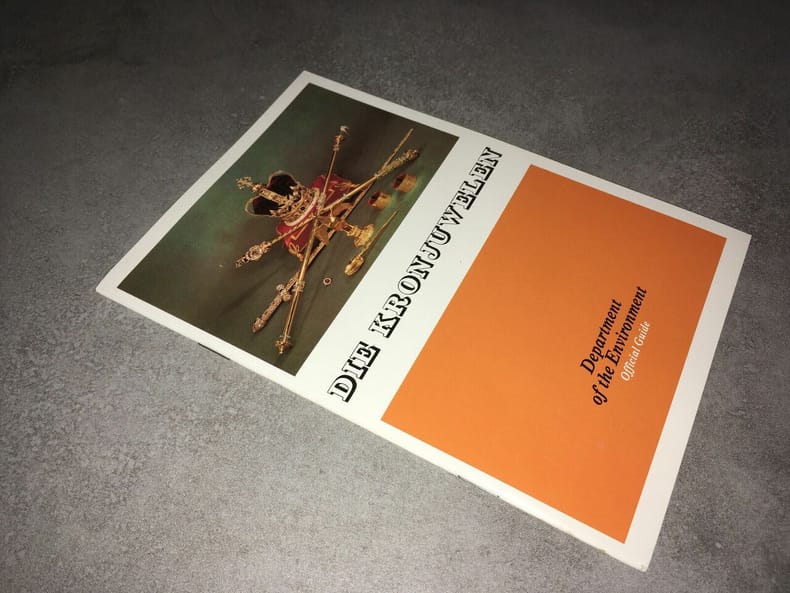 DIE KRONJUWELEN
Department
of the Environment
Official Guide